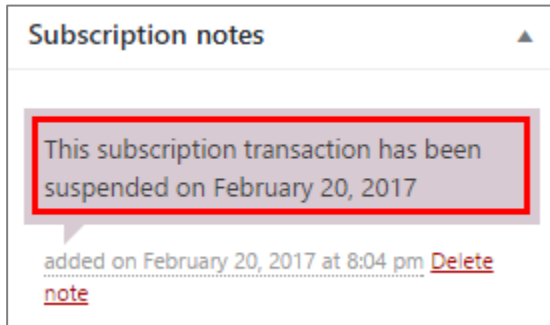 Subscription notes
This subscription transaction has been
suspended on February 20, 2017
added on February 20, 2017 at 8:04 pm Delete
note